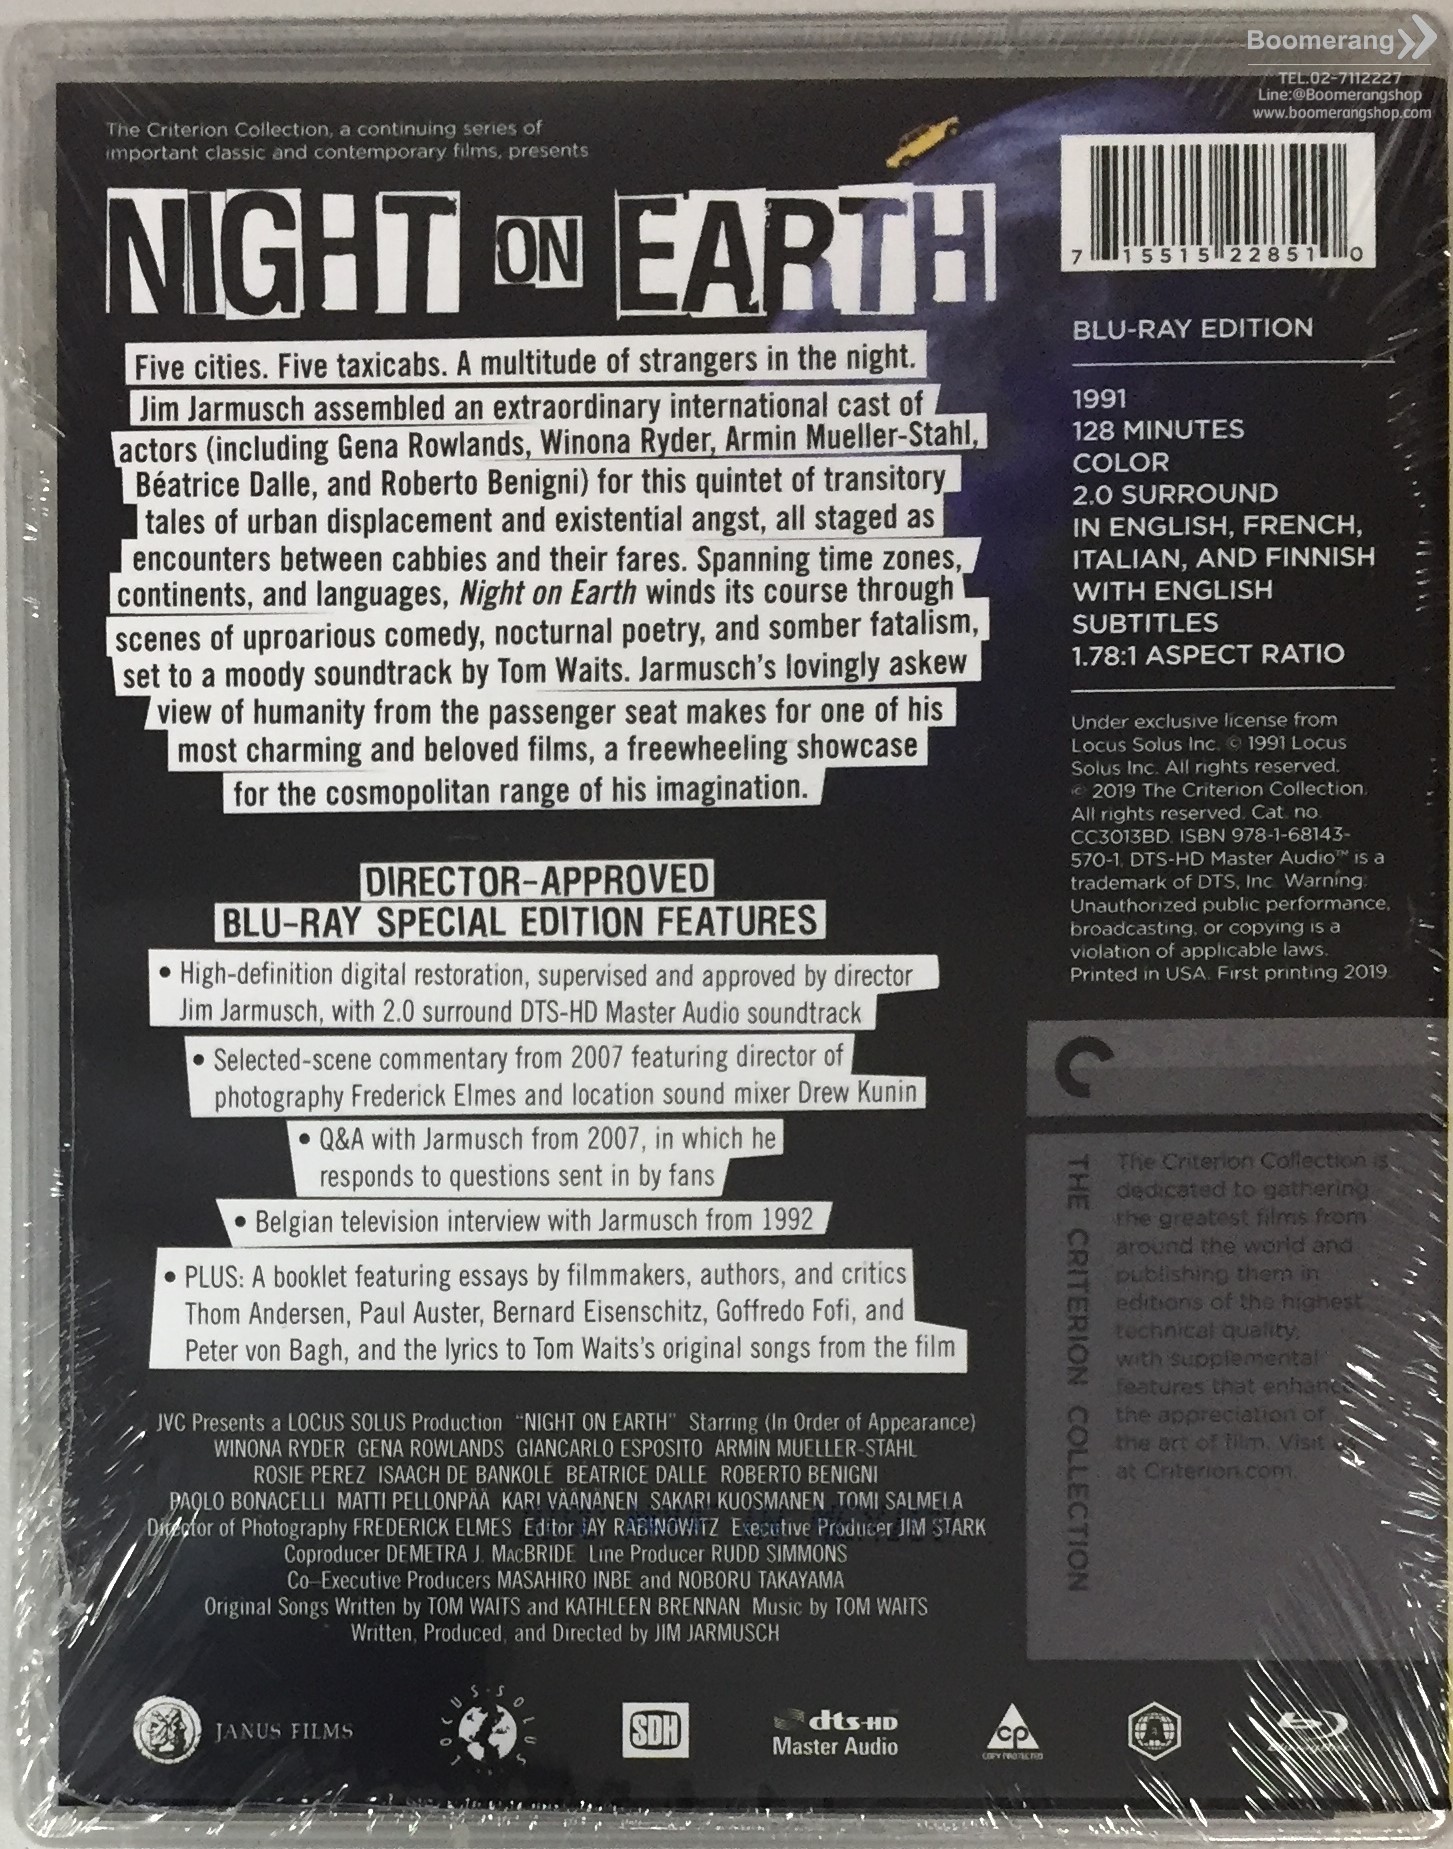 Boomerang
TEL.02-7112227
Line:@Boomerangshop
www.boomerangshop.com
The Criterion Collection, a continuing series of
important classic and contemporary films, presents
NIGHT ON EARTH
Five cities. Five taxicabs. A multitude of strangers in the night.
Jim Jarmusch assembled an extraordinary international cast of
actors (including Gena Rowlands, Winona Ryder, Armin Mueller-Stahl,
Béatrice Dalle, and Roberto Benigni) for this quintet of transitory
tales of urban displacement and existential angst, all staged as
encounters between cabbies and their fares. Spanning time zones,
continents, and languages, Night on Earth winds its course through
scenes of uproarious comedy, nocturnal poetry, and somber fatalism,
set to a moody soundtrack by Tom Waits. Jarmusch's lovingly askew
view of humanity from the passenger seat makes for one of his
most charming and beloved films, a freewheeling showcase
for the cosmopolitan range of his imagination.
DIRECTOR-APPROVED
BLU-RAY SPECIAL EDITION FEATURES
• High-definition digital restoration, supervised and approved by director
Jim Jarmusch, with 2.0 surround DTS-HD Master Audio soundtrack
• Selected-scene commentary from 2007 featuring director of
photography Frederick Elmes and location sound mixer Drew Kunin
• Q&A with Jarmusch from 2007, in which he
responds to questions sent in by fans
• Belgian television interview with Jarmusch from 1992
• PLUS: A booklet featuring essays by filmmakers, authors, and critics
Thom Andersen, Paul Auster, Bernard Eisenschitz, Goffredo Fofi, and
Peter von Bagh, and the lyrics to Tom Waits's original songs from the film
JVC Presents a LOCUS SOLUS Production "NIGHT ON EARTH" Starring (In Order of Appearance)
WINONA RYDER GENA ROWLANDS GIANCARLO ESPOSITO ARMIN MUELLER-STAHL
ROSIE PEREZ ISAACH DE BANKOLÉ BÉATRICE DALLE ROBERTO BENIGNI
PAOLO BONACELLI MATTI PELLONPÄÄ KARI VÄÄNÄNEN SAKARI KUOSMANEN TOMI SALMELA
Director of Photography FREDERICK ELMES Editor JAY RABINOWITZ Executive Producer JIM STARK
Coproducer DEMETRA J. MACBRIDE Line Producer RUDD SIMMONS
Co-Executive Producers MASAHIRO INBE and NOBORU TAKAYAMA
Original Songs Written by TOM WAITS and KATHLEEN BRENNAN Music by TOM WAITS
Written, Produced, and Directed by JIM JARMUSCH
7 15515 22851 0
BLU-RAY EDITION
1991
128 MINUTES
COLOR
2.0 SURROUND
IN ENGLISH, FRENCH,
ITALIAN, AND FINNISH
WITH ENGLISH
SUBTITLES
1.78:1 ASPECT RATIO
Under exclusive license from
Locus Solus Inc. © 1991 Locus
Solus Inc. All rights reserved.
© 2019 The Criterion Collection.
All rights reserved. Cat. no.
CC3013BD. ISBN 978-1-68143-
570-1. DTS-HD Master Audio™ is a
trademark of DTS, Inc. Warning:
Unauthorized public performance,
broadcasting, or copying is a
violation of applicable laws.
Printed in USA. First printing 2019.
THE CRITERION COLLECTION
The Criterion Collection is
dedicated to gathering
the greatest films from
around the world and
publishing them in
editions of the highest
technical quality,
with supplemental
features that enhance
the appreciation of
the art of film. Visit us
at Criterion.com.
JANUS FILMS
LOCUS·SOLUS
SDH
dts-HD
Master Audio
cp
COPY PROTECTED